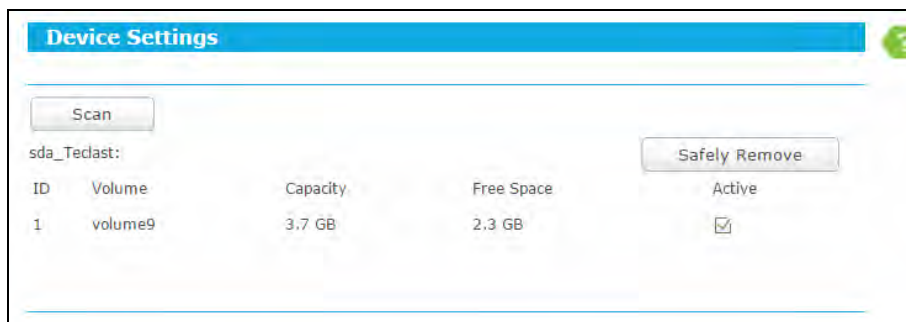 Device Settings
?
Scan
sda_Teclast:
Safely Remove
ID Volume Capacity Free Space Active
1 volume9 3.7 GB 2.3 GB